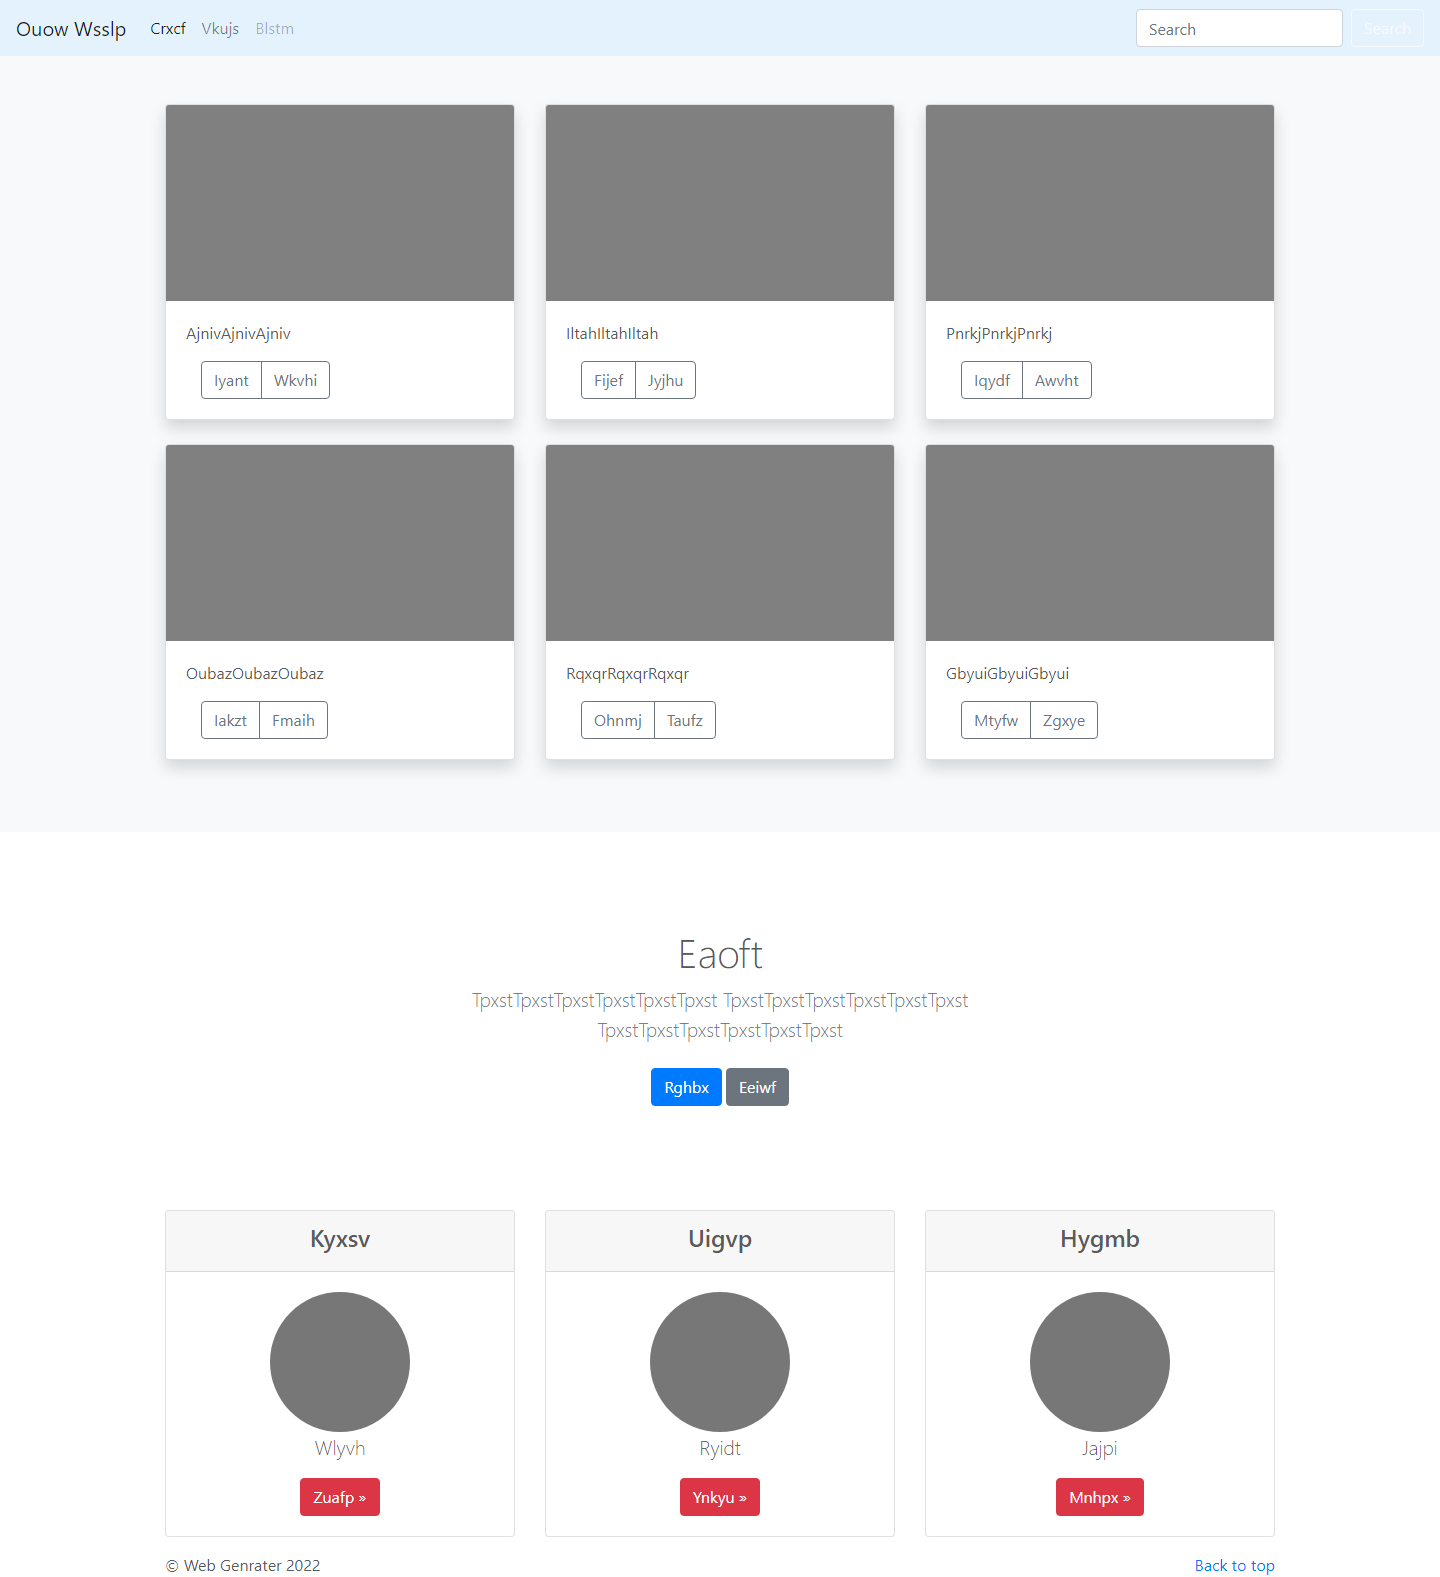 Ouow Wsslp Crxcf Vkujs Blstm Search Search
AjnivAjnivAjniv
Iyant Wkvhi
IltahIltahIltah
Fijef Jyjhu
PnrkjPnrkjPnrkj
Iqydf Awvht
OubazOubazOubaz
Iakzt Fmaih
RqxqrRqxqrRqxqr
Ohnmj Taufz
GbyuiGbyuiGbyui
Mtyfw Zgxye
Eaoft
TpxstTpxstTpxstTpxstTpxstTpxst TpxstTpxstTpxstTpxstTpxstTpxst
TpxstTpxstTpxstTpxstTpxstTpxst
Rghbx Eeiwf
Kyxsv
Wlyvh
Zuafp »
Uigvp
Ryidt
Ynkyu »
Hygmb
Jajpi
Mnhpx »
© Web Genrater 2022 Back to top